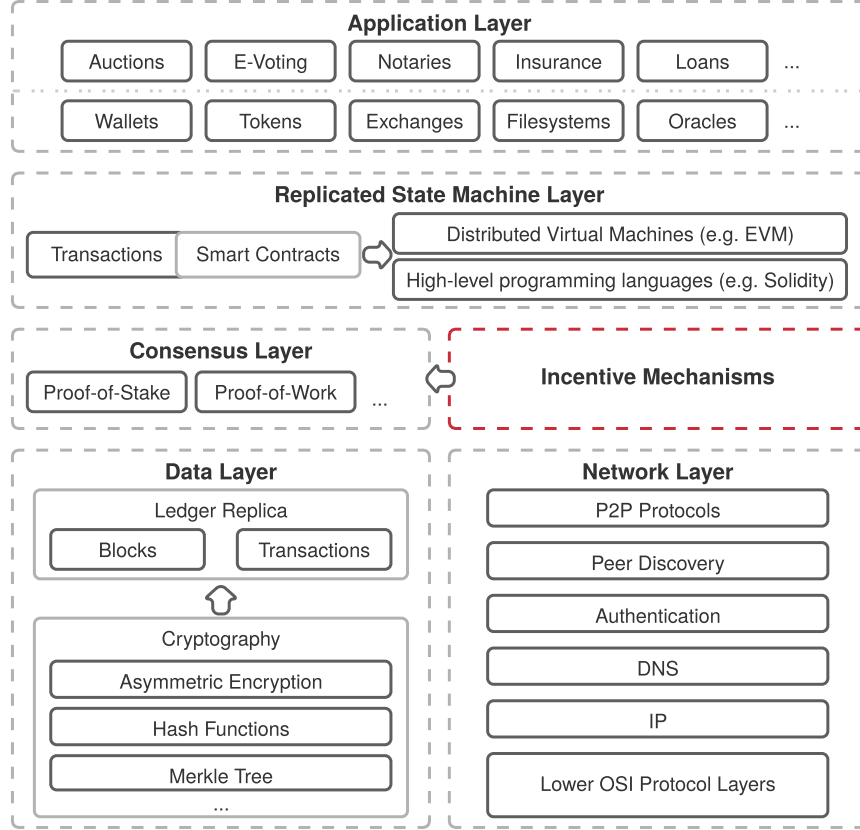 Application Layer
Auctions E-Voting Notaries Insurance Loans ...
Wallets Tokens Exchanges Filesystems Oracles ...
Replicated State Machine Layer
Transactions Smart Contracts
Distributed Virtual Machines (e.g. EVM)
High-level programming languages (e.g. Solidity)
Consensus Layer
Proof-of-Stake Proof-of-Work ...
Incentive Mechanisms
Data Layer
Ledger Replica
Blocks Transactions
Cryptography
Asymmetric Encryption
Hash Functions
Merkle Tree
...
Network Layer
P2P Protocols
Peer Discovery
Authentication
DNS
IP
Lower OSI Protocol Layers